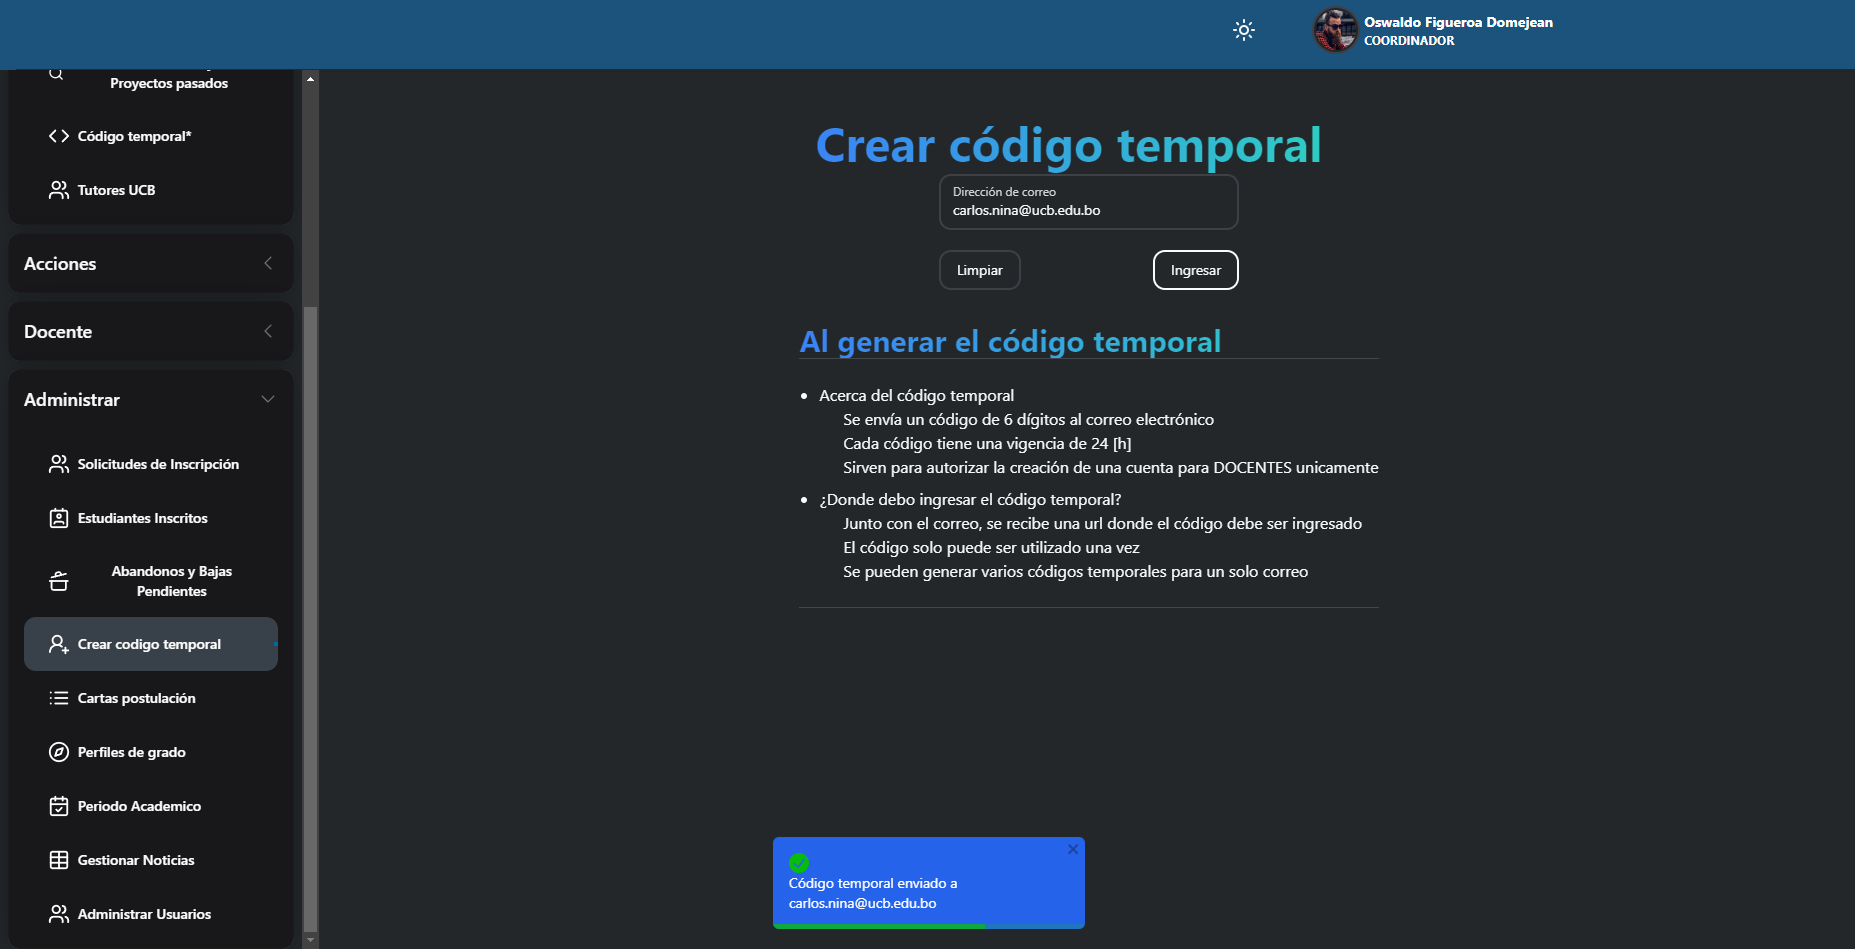 Oswaldo Figueroa Domejean
COORDINADOR
Proyectos pasados
Código temporal*
Tutores UCB
Acciones
Docente
Administrar
Solicitudes de Inscripción
Estudiantes Inscritos
Abandonos y Bajas
Pendientes
Crear codigo temporal
Cartas postulación
Perfiles de grado
Periodo Academico
Gestionar Noticias
Administrar Usuarios
Crear código temporal
Dirección de correo
carlos.nina@ucb.edu.bo
Limpiar
Ingresar
Al generar el código temporal
Acerca del código temporal
Se envía un código de 6 dígitos al correo electrónico
Cada código tiene una vigencia de 24 [h]
Sirven para autorizar la creación de una cuenta para DOCENTES unicamente
¿Donde debo ingresar el código temporal?
Junto con el correo, se recibe una url donde el código debe ser ingresado
El código solo puede ser utilizado una vez
Se pueden generar varios códigos temporales para un solo correo
Código temporal enviado a
carlos.nina@ucb.edu.bo